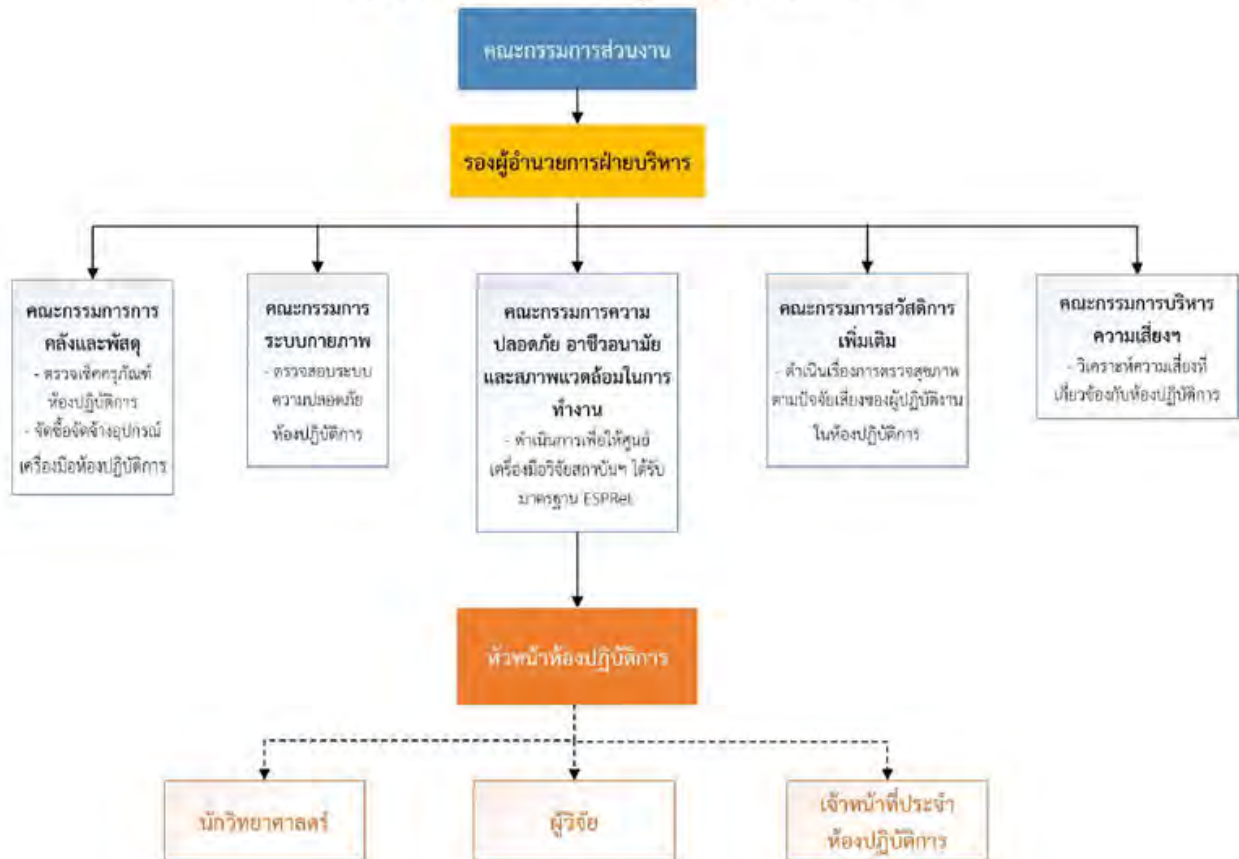 คณะกรรมการส่วนงาน
รองผู้อำนวยการฝ่ายบริหาร
คณะกรรมการการ
คลังและพัสดุ
- ตรวจเช็คครุภัณฑ์
ห้องปฏิบัติการ
- จัดซื้อจัดจ้างอุปกรณ์
เครื่องมือห้องปฏิบัติการ
คณะกรรมการ
ระบบกายภาพ
- ตรวจสอบระบบ
ความปลอดภัย
ห้องปฏิบัติการ
คณะกรรมการความ
ปลอดภัย อาชีวอนามัย
และสภาพแวดล้อมในการ
ทำงาน
- ดำเนินการเพื่อให้ศูนย์
เครื่องมือวิจัยสถาบันฯ ได้รับ
มาตรฐาน ESPReL
คณะกรรมการสวัสดิการ
เพิ่มเติม
- ดำเนินเรื่องการตรวจสุขภาพ
ตามปัจจัยเสี่ยงของผู้ปฏิบัติงาน
ในห้องปฏิบัติการ
คณะกรรมการบริหาร
ความเสี่ยงฯ
- วิเคราะห์ความเสี่ยงที่
เกี่ยวข้องกับห้องปฏิบัติการ
หัวหน้าห้องปฏิบัติการ
นักวิทยาศาสตร์
ผู้วิจัย
เจ้าหน้าที่ประจำ
ห้องปฏิบัติการ